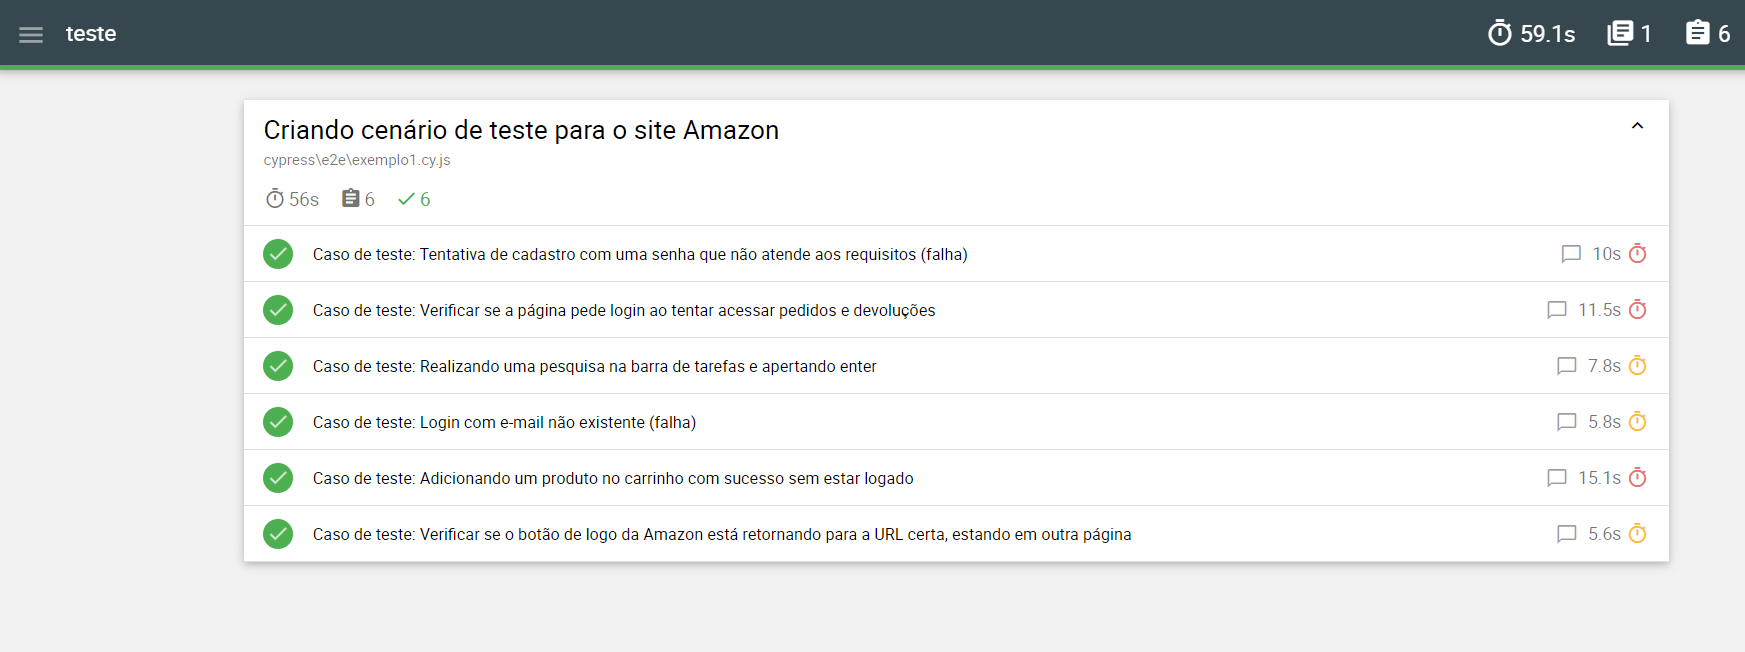 teste
59.1s 1 6
Criando cenário de teste para o site Amazon
cypress\e2e\exemplo1.cy.js
56s 6 6
Caso de teste: Tentativa de cadastro com uma senha que não atende aos requisitos (falha) 10s
Caso de teste: Verificar se a página pede login ao tentar acessar pedidos e devoluções 11.5s
Caso de teste: Realizando uma pesquisa na barra de tarefas e apertando enter 7.8s
Caso de teste: Login com e-mail não existente (falha) 5.8s
Caso de teste: Adicionando um produto no carrinho com sucesso sem estar logado 15.1s
Caso de teste: Verificar se o botão de logo da Amazon está retornando para a URL certa, estando em outra página 5.6s